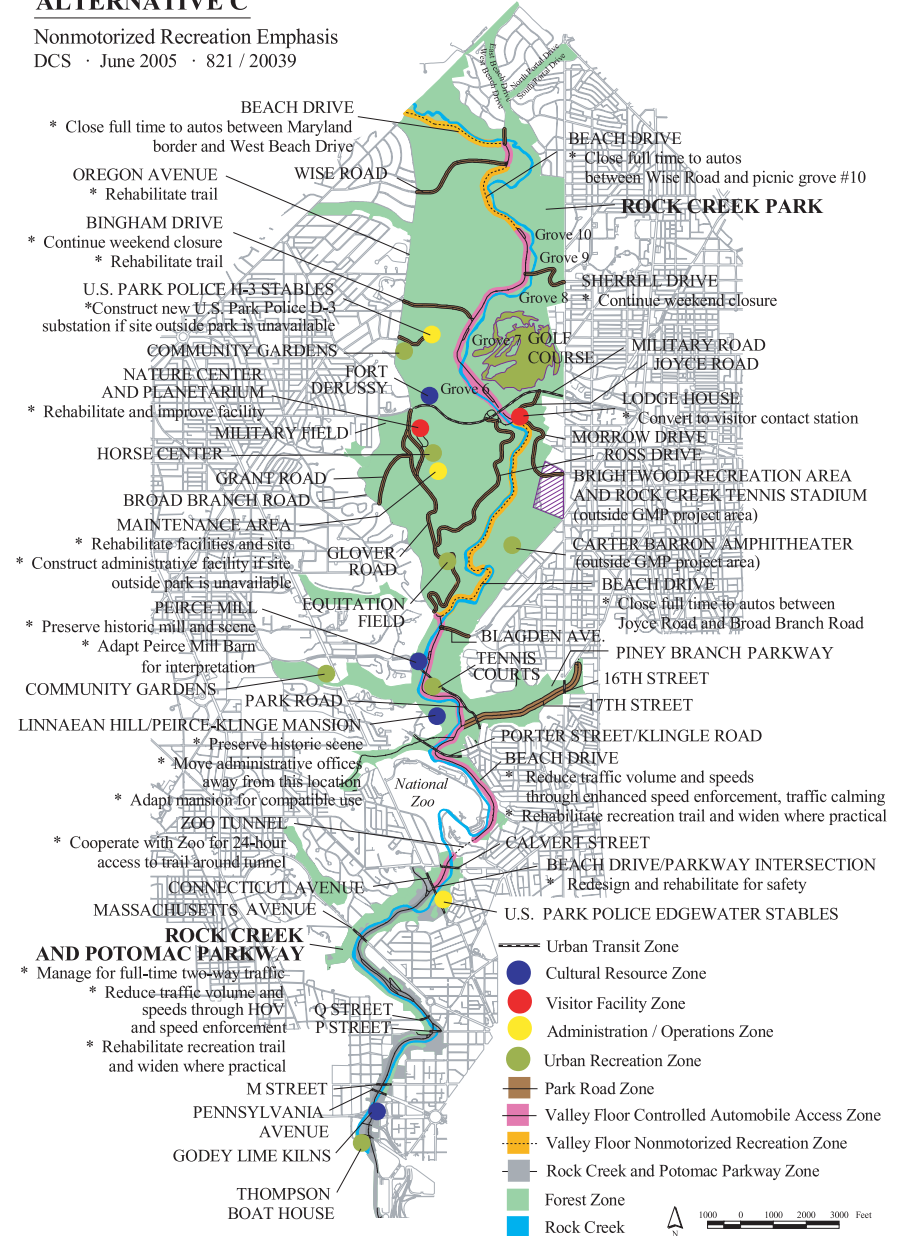 ALTERNATIVE C
Nonmotorized Recreation Emphasis
DCS · June 2005 · 821 / 20039
East Beach Drive
West Beach Drive
North Portal Drive
South Portal Drive
BEACH DRIVE
* Close full time to autos between Maryland
border and West Beach Drive
BEACH DRIVE
* Close full time to autos
between Wise Road and picnic grove #10
OREGON AVENUE
* Rehabilitate trail
WISE ROAD
ROCK CREEK PARK
BINGHAM DRIVE
* Continue weekend closure
* Rehabilitate trail
Grove 10
Grove 9
SHERRILL DRIVE
* Continue weekend closure
Grove 8
U.S. PARK POLICE H-3 STABLES
*Construct new U.S. Park Police D-3
substation if site outside park is unavailable
COMMUNITY GARDENS
Grove 7
GOLF
COURSE
MILITARY ROAD
JOYCE ROAD
NATURE CENTER
AND PLANETARIUM
* Rehabilitate and improve facility
FORT
DERUSSY
Grove 6
LODGE HOUSE
* Convert to visitor contact station
MILITARY FIELD
MORROW DRIVE
HORSE CENTER
ROSS DRIVE
GRANT ROAD
BRIGHTWOOD RECREATION AREA
AND ROCK CREEK TENNIS STADIUM
(outside GMP project area)
BROAD BRANCH ROAD
MAINTENANCE AREA
* Rehabilitate facilities and site
* Construct administrative facility if site
outside park is unavailable
GLOVER
ROAD
CARTER BARRON AMPHITHEATER
(outside GMP project area)
BEACH DRIVE
* Close full time to autos between
Joyce Road and Broad Branch Road
EQUITATION
FIELD
PEIRCE MILL
* Preserve historic mill and scene
* Adapt Peirce Mill Barn
for interpretation
BLAGDEN AVE.
PINEY BRANCH PARKWAY
TENNIS
COURTS
16TH STREET
COMMUNITY GARDENS
PARK ROAD
17TH STREET
LINNAEAN HILL/PEIRCE-KLINGE MANSION
* Preserve historic scene
* Move administrative offices
away from this location
* Adapt mansion for compatible use
PORTER STREET/KLINGLE ROAD
BEACH DRIVE
* Reduce traffic volume and speeds
through enhanced speed enforcement, traffic calming
* Rehabilitate recreation trail and widen where practical
National
Zoo
ZOO TUNNEL
* Cooperate with Zoo for 24-hour
access to trail around tunnel
CALVERT STREET
BEACH DRIVE/PARKWAY INTERSECTION
* Redesign and rehabilitate for safety
CONNECTICUT AVENUE
MASSACHUSETTS AVENUE
U.S. PARK POLICE EDGEWATER STABLES
ROCK CREEK
AND POTOMAC PARKWAY
* Manage for full-time two-way traffic
* Reduce traffic volume and
speeds through HOV
and speed enforcement
* Rehabilitate recreation trail
and widen where practical
Q STREET
P STREET
M STREET
PENNSYLVANIA
AVENUE
GODEY LIME KILNS
THOMPSON
BOAT HOUSE
Urban Transit Zone
Cultural Resource Zone
Visitor Facility Zone
Administration / Operations Zone
Urban Recreation Zone
Park Road Zone
Valley Floor Controlled Automobile Access Zone
Valley Floor Nonmotorized Recreation Zone
Rock Creek and Potomac Parkway Zone
Forest Zone
Rock Creek
N
1000 0 1000 2000 3000 Feet